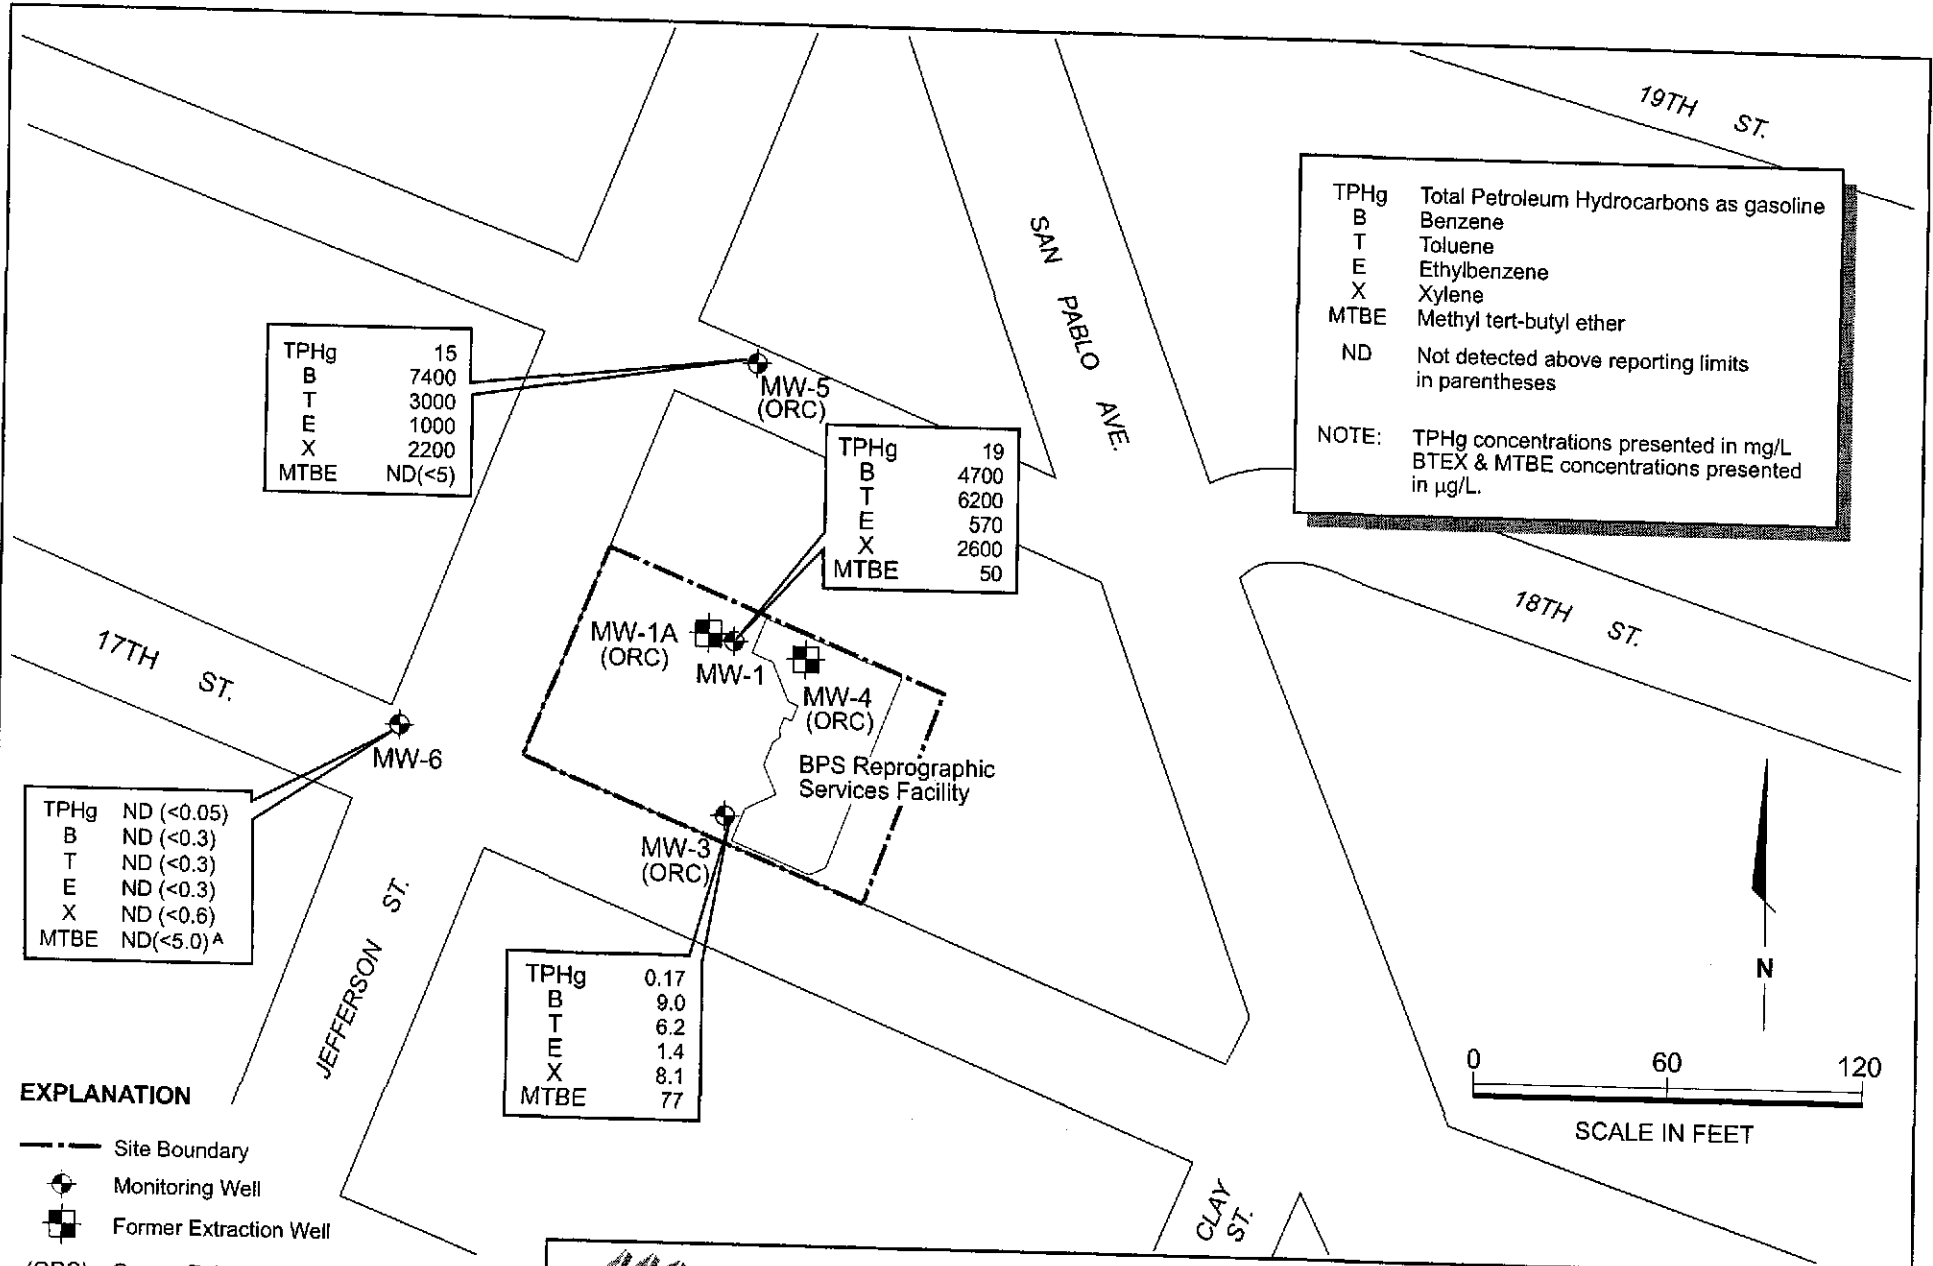 19TH ST.
TPHg Total Petroleum Hydrocarbons as gasoline
B Benzene
T Toluene
E Ethylbenzene
X Xylene
MTBE Methyl tert-butyl ether
ND Not detected above reporting limits
in parentheses
NOTE: TPHg concentrations presented in mg/L
BTEX & MTBE concentrations presented
in µg/L.
SAN PABLO AVE.
TPHg 15
B 7400
T 3000
E 1000
X 2200
MTBE ND(<5)
MW-5
(ORC)
TPHg 19
B 4700
T 6200
E 570
X 2600
MTBE 50
18TH ST.
MW-1A
(ORC)
MW-1
MW-4
(ORC)
17TH ST.
MW-6
BPS Reprographic
Services Facility
TPHg ND (<0.05)
B ND (<0.3)
T ND (<0.3)
E ND (<0.3)
X ND (<0.6)
MTBE ND(<5.0) A
MW-3
(ORC)
JEFFERSON ST.
TPHg 0.17
B 9.0
T 6.2
E 1.4
X 8.1
MTBE 77
N
0 60 120
SCALE IN FEET
EXPLANATION
Site Boundary
Monitoring Well
Former Extraction Well
CLAY ST.